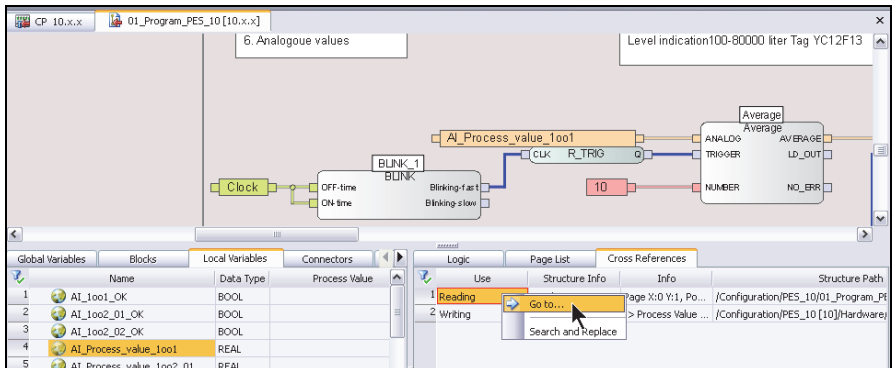 CP 10.x.x
01_Program_PES_10 [10.x.x]
6. Analogoue values
Level indication100-80000 liter Tag YC12F13
Average
Average
AI_Process_value_1oo1
ANALOG
AVERAGE
CLK
R_TRIG
Q
TRIGGER
LD_OUT
BLINK_1
BLINK
Clock
OFF-time
Blinking-fast
10
NUMBER
NO_ERR
ON-time
Blinking-slow
Global Variables
Blocks
Local Variables
Connectors
Logic
Page List
Cross References
Name
Data Type
Process Value
Use
Structure Info
Info
Structure Path
1
AI_1oo1_OK
BOOL
1
Reading
Go to...
Page X:0 Y:1, Po...
/Configuration/PES_10/01_Program_PE
2
AI_1oo2_01_OK
BOOL
2
Writing
> Process Value ...
/Configuration/PES_10 [10]/Hardware/
3
AI_1oo2_02_OK
BOOL
Search and Replace
4
AI_Process_value_1oo1
REAL
5
AI_Process_value_1oo2_01
REAL